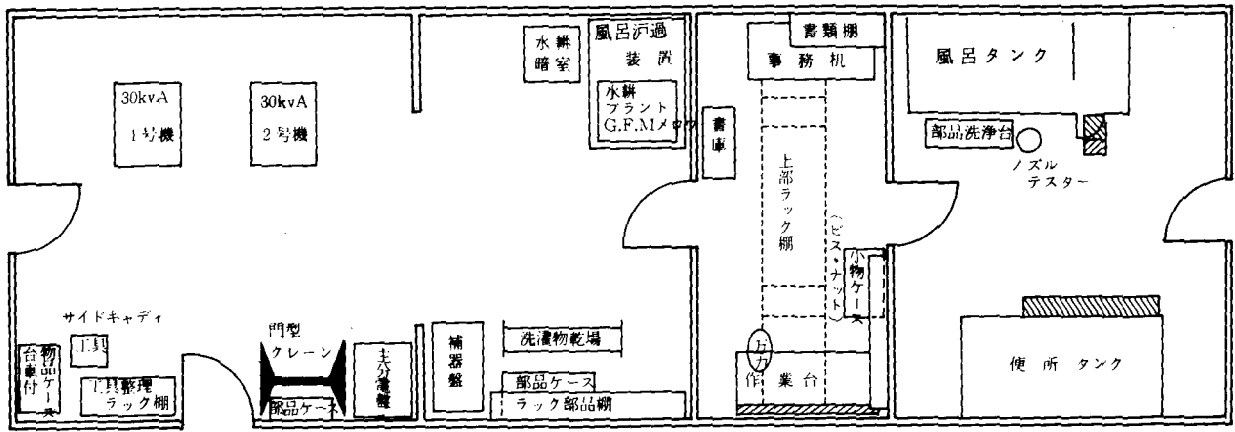 30kvA
1号機
30kvA
2号機
サイドキャディ
工具
物品ケース
台車付
工具整理
ラック棚
門型
クレーン
部品ケース
主分電盤
水耕
暗室
風呂沪過
装置
水耕
プラント
G.F.Mメロウ
補器盤
洗濯物乾場
部品ケース
ラック部品棚
書類棚
事務机
書庫
上部ラック棚
(ビス・ナット)
小物ケース
万力
作業台
風呂タンク
部品洗浄台
ノズル
テスター
便所タンク